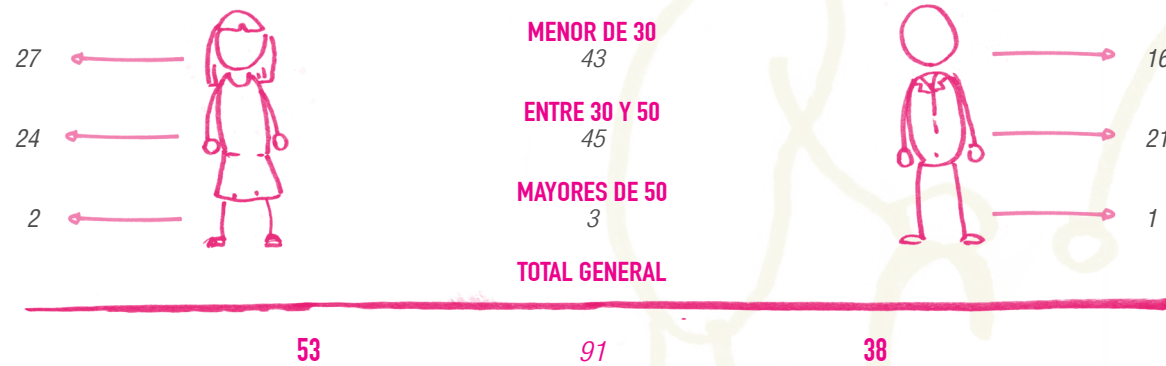 MENOR DE 30
27 43 16
ENTRE 30 Y 50
24 45 21
MAYORES DE 50
2 3 1
TOTAL GENERAL
53 91 38